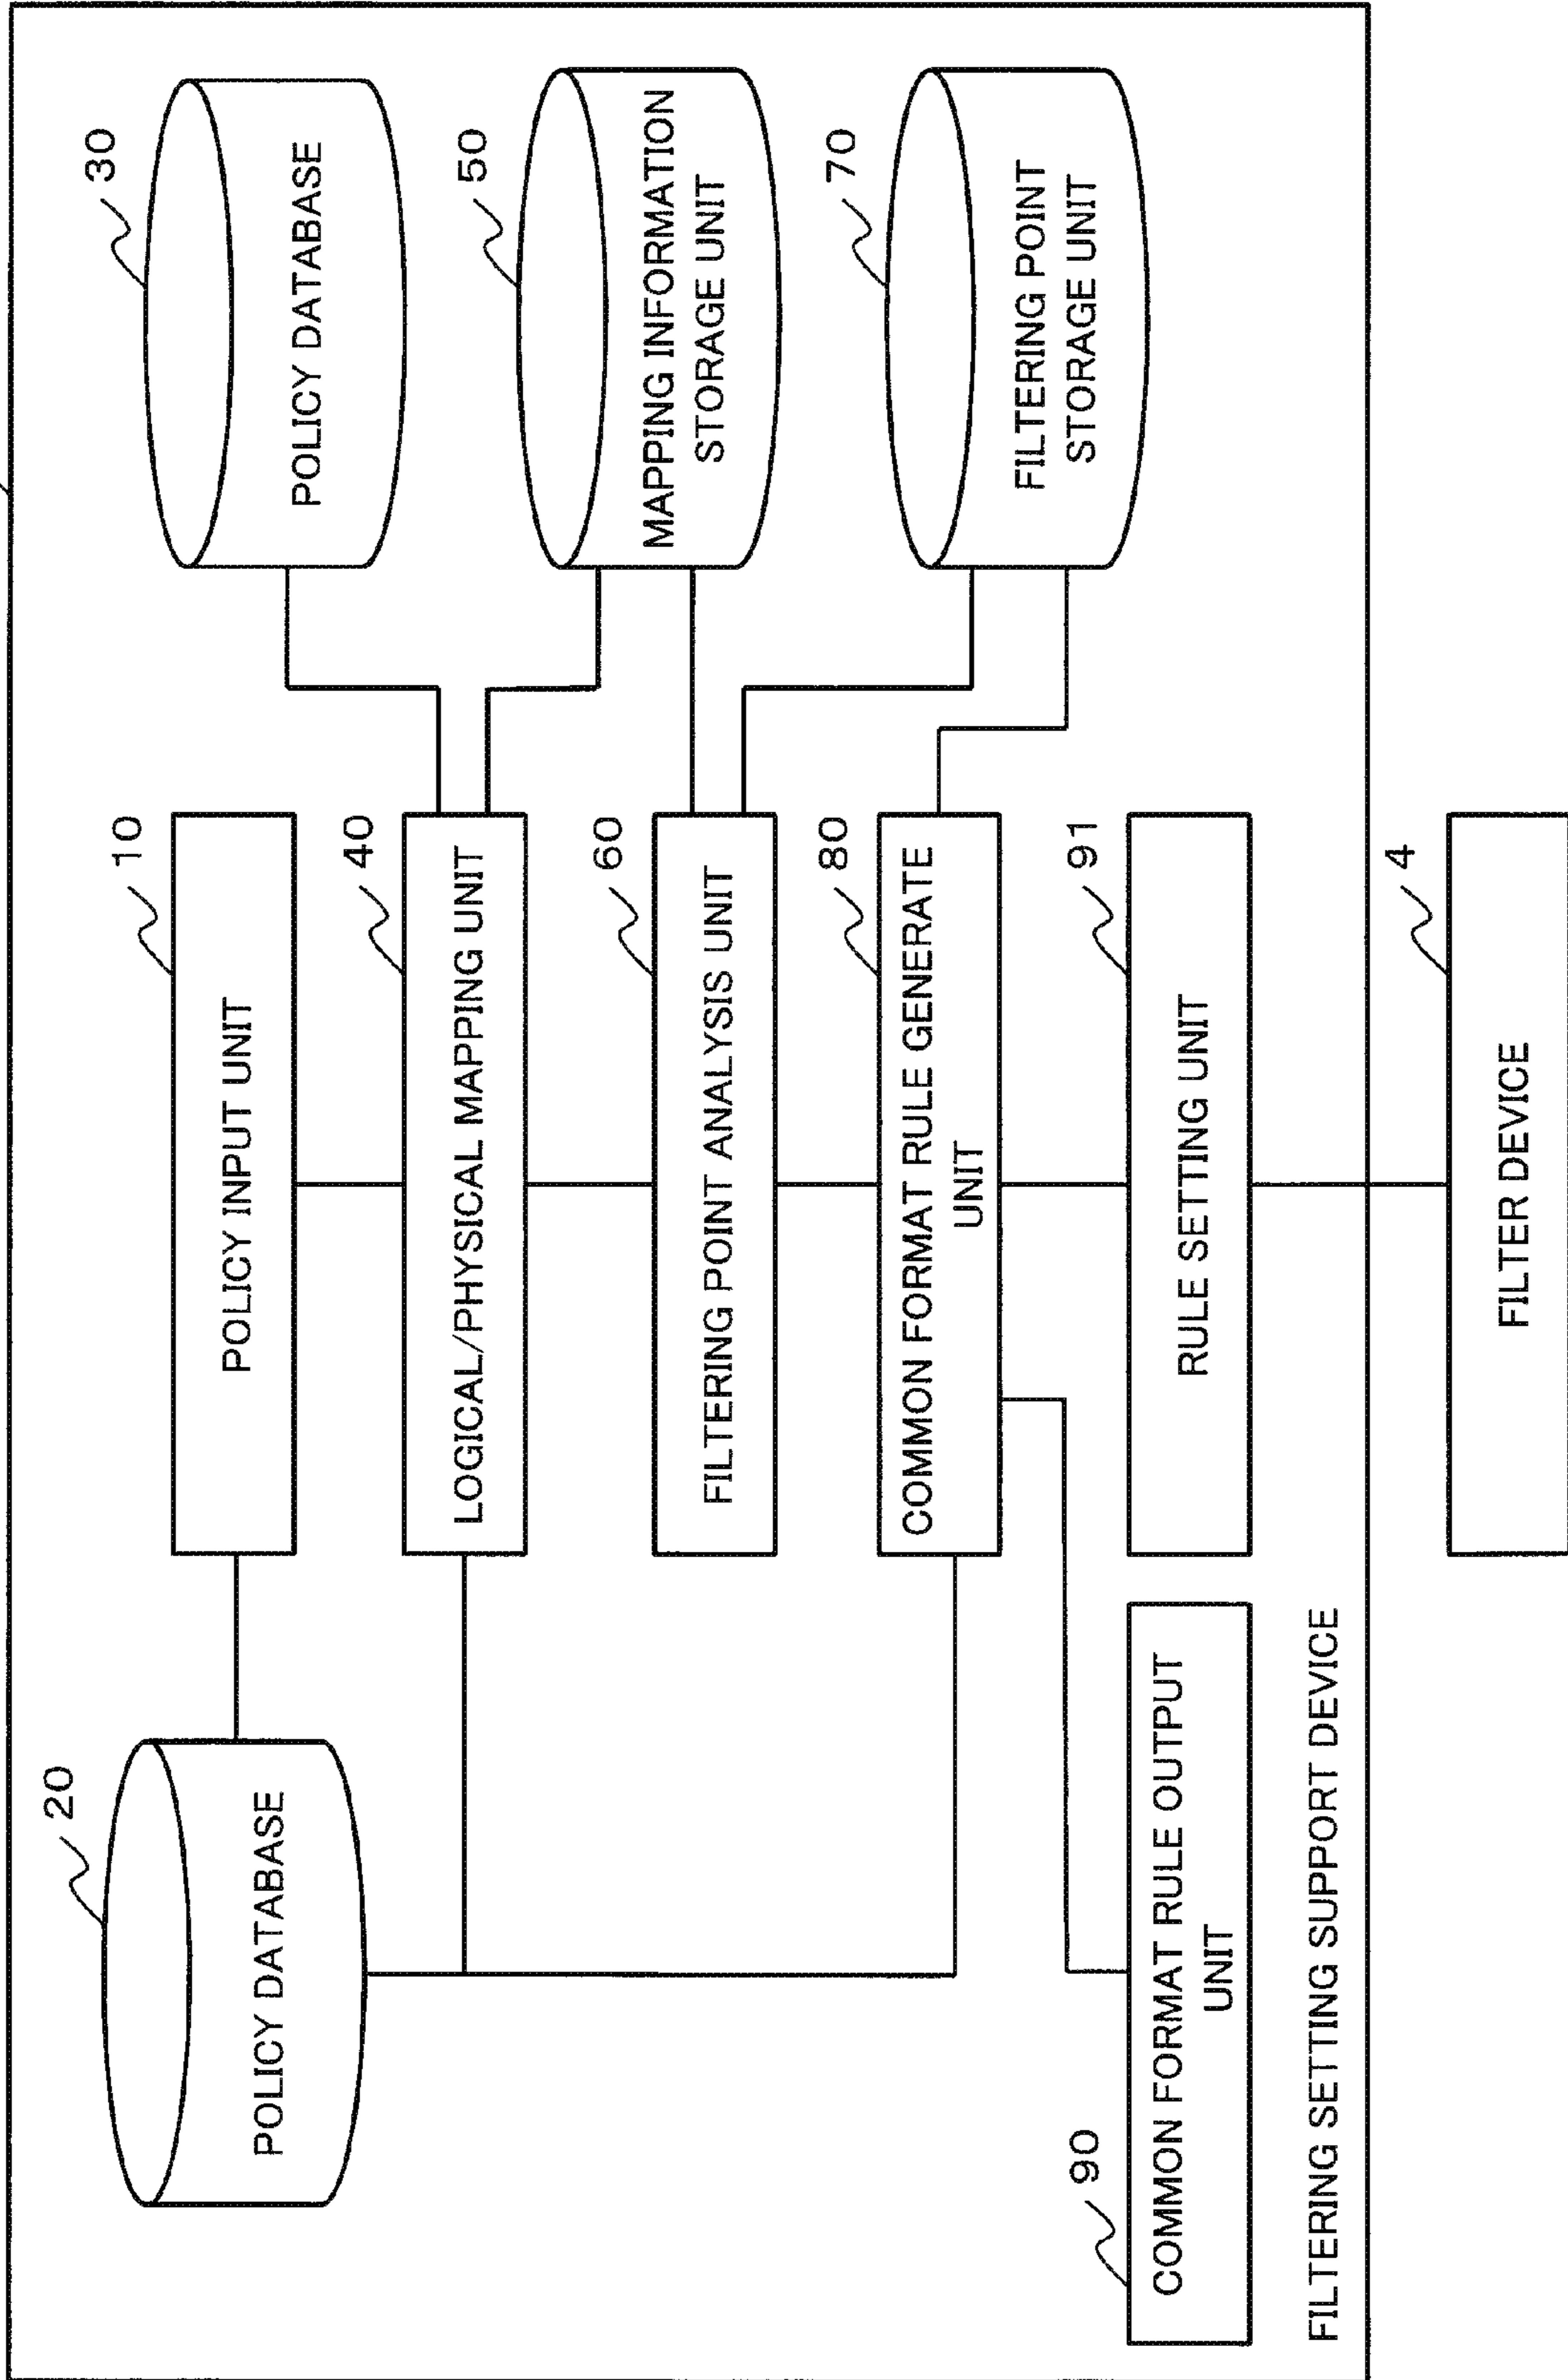 20
POLICY DATABASE
10
POLICY INPUT UNIT
30
POLICY DATABASE
40
LOGICAL/PHYSICAL MAPPING UNIT
50
MAPPING INFORMATION
STORAGE UNIT
60
FILTERING POINT ANALYSIS UNIT
70
FILTERING POINT
STORAGE UNIT
80
COMMON FORMAT RULE GENERATE
UNIT
90
COMMON FORMAT RULE OUTPUT
UNIT
91
RULE SETTING UNIT
FILTERING SETTING SUPPORT DEVICE
4
FILTER DEVICE